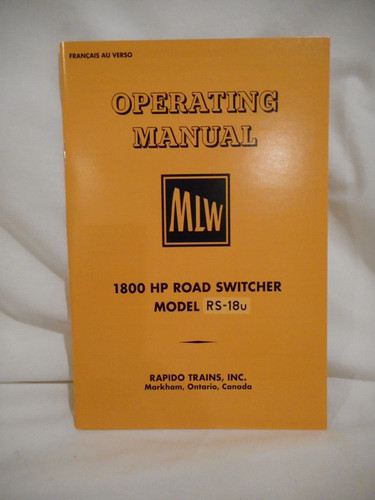 FRANÇAIS AU VERSO
OPERATING
MANUAL
MLW
1800 HP ROAD SWITCHER
MODEL RS-18u
RAPIDO TRAINS, INC.
Markham, Ontario, Canada